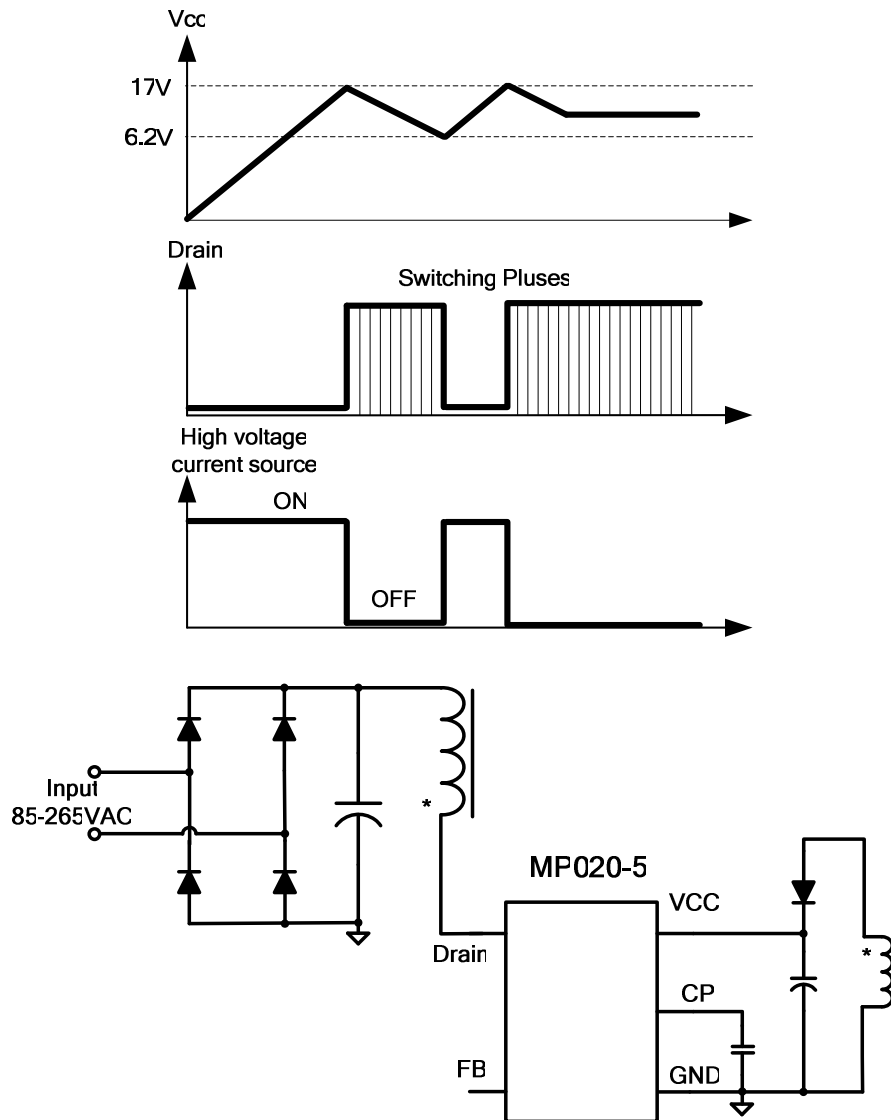 Vcc
17V
6.2V
Drain
Switching Pluses
High voltage
current source
ON
OFF
Input
85-265VAC
*
MP020-5
VCC
Drain
*
CP
FB
GND